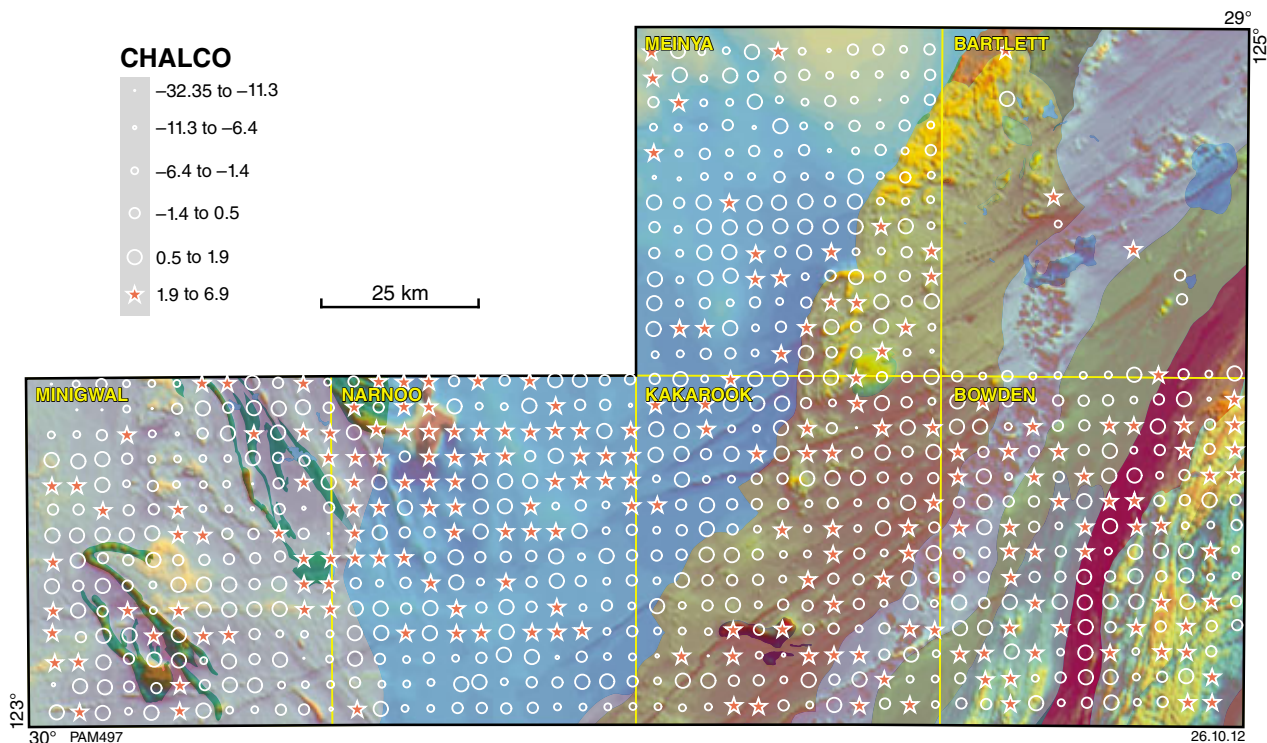 29°
125°
MEINYA
BARTLETT
CHALCO
–32.35 to –11.3
–11.3 to –6.4
–6.4 to –1.4
–1.4 to 0.5
0.5 to 1.9
1.9 to 6.9
25 km
MINIGWAL
NARNOO
KAKAROOK
BOWDEN
123°
30°
PAM497
26.10.12